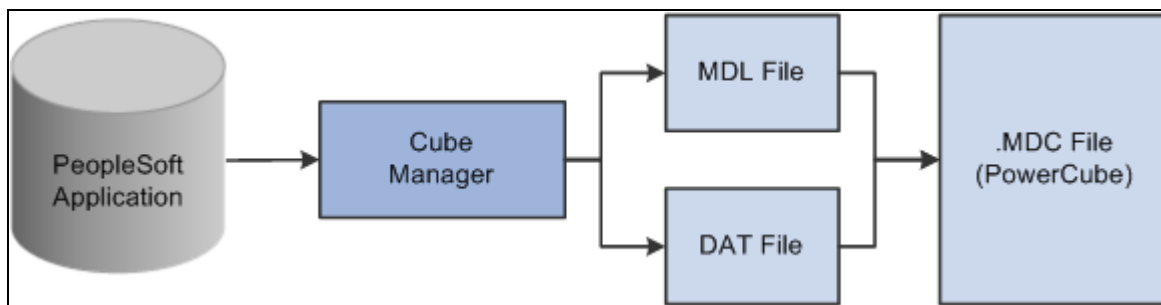 PeopleSoft
Application
Cube
Manager
MDL File
DAT File
.MDC File
(PowerCube)